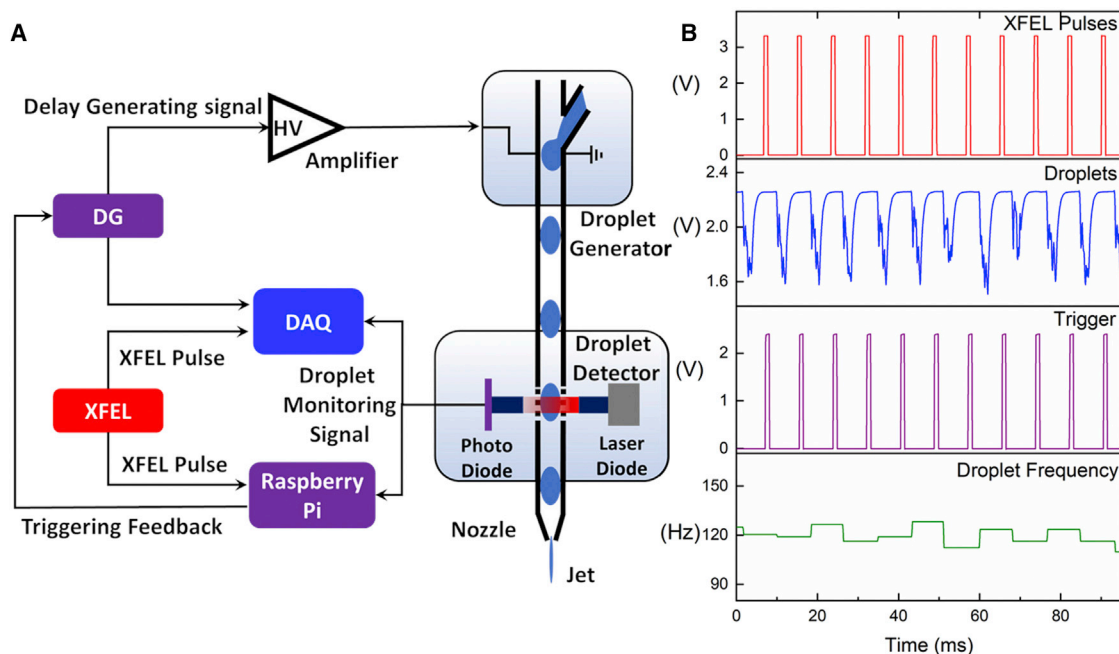 A
Delay Generating signal
HV
Amplifier
DG
Droplet
Generator
DAQ
XFEL Pulse
XFEL
Droplet
Monitoring
Signal
Droplet
Detector
Photo
Diode
Laser
Diode
XFEL Pulse
Raspberry
Pi
Triggering Feedback
Nozzle
Jet
B
XFEL Pulses
3
2
(V)
1
0
Droplets
2.4
(V)
2.0
1.6
Trigger
2
(V)
1
0
Droplet Frequency
150
(Hz)
120
90
0 20 40 60 80
Time (ms)